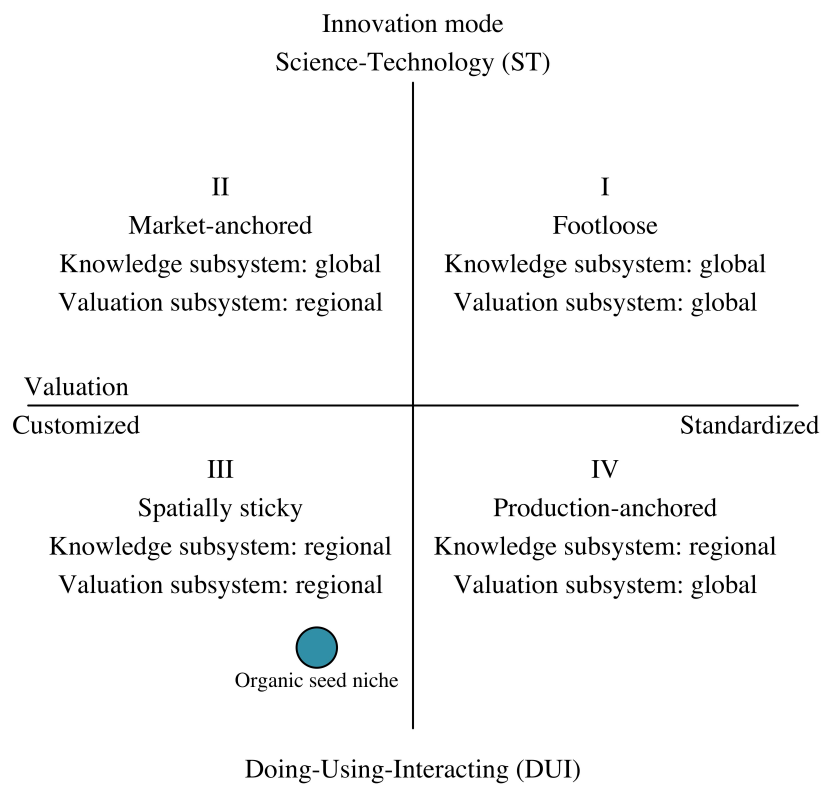 Innovation mode
Science-Technology (ST)
II
Market-anchored
Knowledge subsystem: global
Valuation subsystem: regional
I
Footloose
Knowledge subsystem: global
Valuation subsystem: global
Valuation
Customized
Standardized
III
Spatially sticky
Knowledge subsystem: regional
Valuation subsystem: regional
IV
Production-anchored
Knowledge subsystem: regional
Valuation subsystem: global
Organic seed niche
Doing-Using-Interacting (DUI)